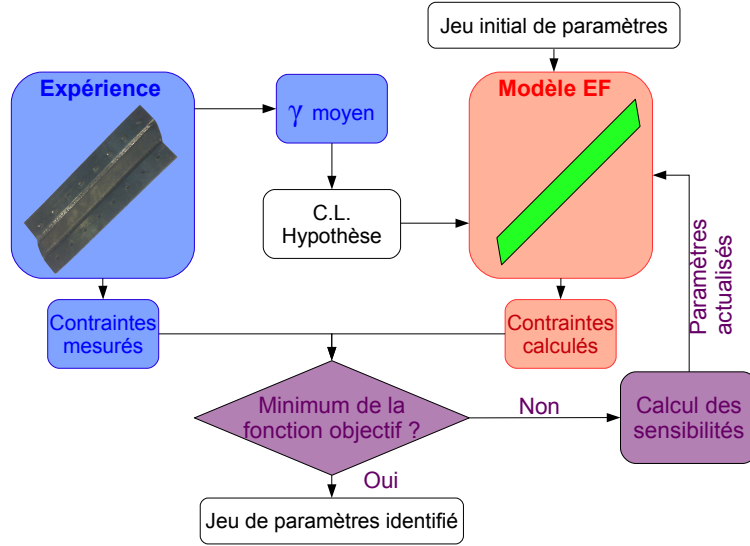 Jeu initial de paramètres
Expérience
γ moyen
Modèle EF
C.L.
Hypothèse
Paramètres
actualisés
Contraintes
mesurés
Contraintes
calculés
Minimum de la
fonction objectif ?
Non
Calcul des
sensibilités
Oui
Jeu de paramètres identifié